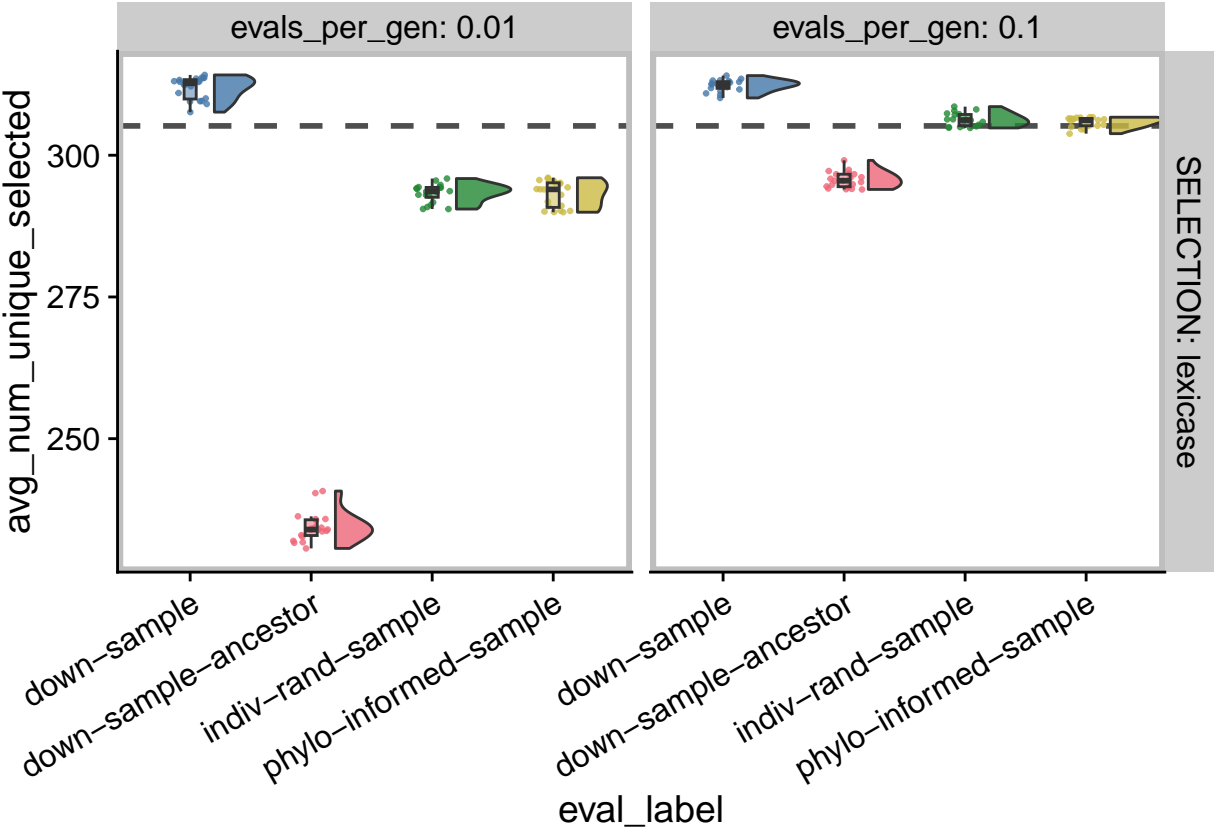 evals_per_gen: 0.01
evals_per_gen: 0.1
avg_num_unique_selected
300
275
250
SELECTION: lexicase
down−sample
down−sample−ancestor
indiv−rand−sample
phylo−informed−sample
down−sample
down−sample−ancestor
indiv−rand−sample
phylo−informed−sample
eval_label